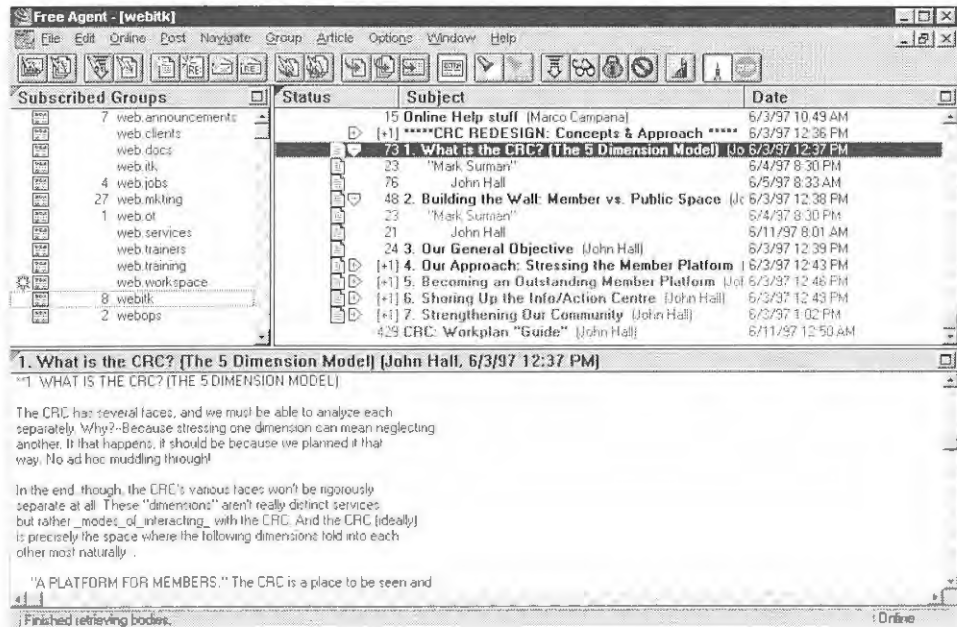 Free Agent - [webitk]
File Edit Online Post Navigate Group Article Options Window Help
Subscribed Groups
7 web.announcements
web.clients
web.docs
web.itk
4 web.jobs
27 web.mkting
1 web.ot
web.services
web.trainers
web.training
web.workspace
8 webitk
2 webops
Status Subject Date
15 Online Help stuff (Marco Campana) 6/3/97 10:49 AM
[+1] *****CRC REDESIGN: Concepts & Approach ***** 6/3/97 12:36 PM
73 1. What is the CRC? (The 5 Dimension Model) (Jo 6/3/97 12:37 PM
23 "Mark Surman" 6/4/97 8:30 PM
76 John Hall 6/5/97 8:33 AM
48 2. Building the Wall: Member vs. Public Space (Jc 6/3/97 12:38 PM
23 "Mark Surman" 6/4/97 8:30 PM
21 John Hall 6/11/97 8:01 AM
24 3. Our General Objective (John Hall) 6/3/97 12:39 PM
[+1] 4. Our Approach: Stressing the Member Platform ( 6/3/97 12:43 PM
[+1] 5. Becoming an Outstanding Member Platform (Jol 6/3/97 12:46 PM
[+1] 6. Shoring Up the Info/Action Centre (John Hall) 6/3/97 12:49 PM
[+1] 7. Strengthening Our Community (John Hall) 6/3/97 1:02 PM
429 CRC: Workplan "Guide" (John Hall) 6/11/97 12:50 AM
1. What is the CRC? (The 5 Dimension Model) (John Hall, 6/3/97 12:37 PM)
**1. WHAT IS THE CRC? (THE 5 DIMENSION MODEL)
The CRC has several faces, and we must be able to analyze each
separately. Why?--Because stressing one dimension can mean neglecting
another. If that happens, it should be because we planned it that
way. No ad hoc muddling through!
In the end, though, the CRC's various faces won't be rigorously
separate at all. These "dimensions" aren't really distinct services
but rather _modes_of_interacting_ with the CRC. And the CRC (ideally)
is precisely the space where the following dimensions fold into each
other most naturally .
"A PLATFORM FOR MEMBERS." The CRC is a place to be seen and
Finished retrieving bodies. Online